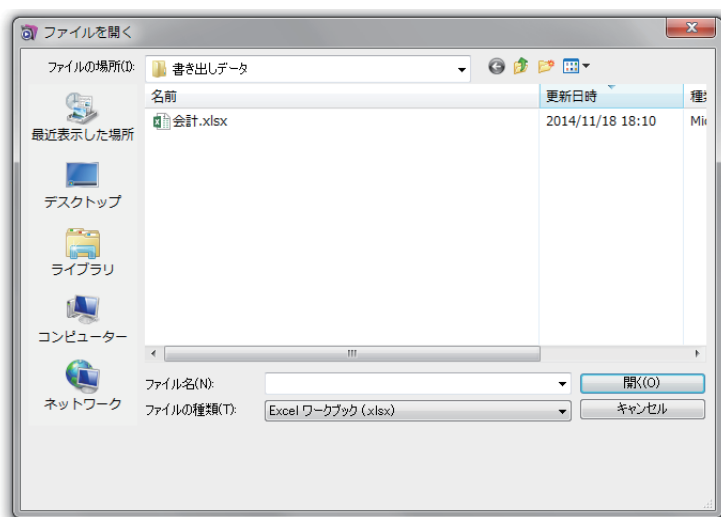 ファイルを開く
ファイルの場所(I):
書き出しデータ
名前
更新日時
会計.xlsx
2014/11/18 18:10
最近表示した場所
デスクトップ
ライブラリ
コンピューター
ネットワーク
ファイル名(N):
開く(O)
ファイルの種類(T):
Excel ワークブック (.xlsx)
キャンセル